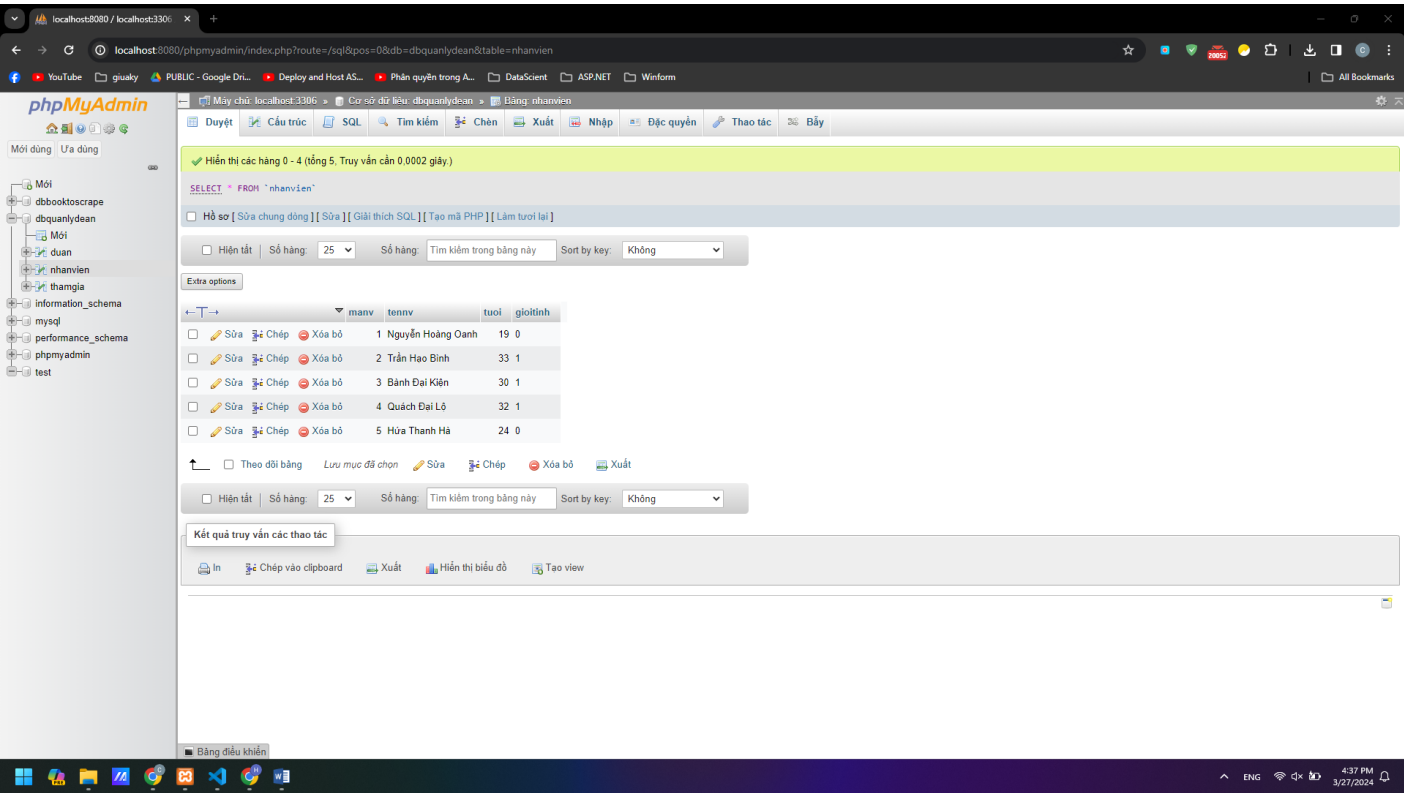 localhost:8080 / localhost:3306
localhost:8080/phpmyadmin/index.php?route=/sql&pos=0&db=dbquanlydean&table=nhanvien
20052
C
YouTube giuaky PUBLIC - Google Dri... Deploy and Host AS... Phân quyền trong A... DataScient ASP.NET Winform All Bookmarks
phpMyAdmin
Mới dùng Ưa dùng
Mới
dbbooktoscrape
dbquanlydean
Mới
duan
nhanvien
thamgia
information_schema
mysql
performance_schema
phpmyadmin
test
Máy chủ: localhost:3306 » Cơ sở dữ liệu: dbquanlydean » Bảng: nhanvien
Duyệt Cấu trúc SQL Tìm kiếm Chèn Xuất Nhập Đặc quyền Thao tác Bẫy
Hiển thị các hàng 0 - 4 (tổng 5, Truy vấn cần 0,0002 giây.)
SELECT * FROM `nhanvien`
Hồ sơ [ Sửa chung dòng ] [ Sửa ] [ Giải thích SQL ] [ Tạo mã PHP ] [ Làm tươi lại ]
Hiện tất Số hàng: 25 Số hàng: Tìm kiếm trong bảng này Sort by key: Không
Extra options
←T→ manv tennv tuoi gioitinh
Sửa Chép Xóa bỏ 1 Nguyễn Hoàng Oanh 19 0
Sửa Chép Xóa bỏ 2 Trần Hạo Bình 33 1
Sửa Chép Xóa bỏ 3 Bành Đại Kiện 30 1
Sửa Chép Xóa bỏ 4 Quách Đại Lộ 32 1
Sửa Chép Xóa bỏ 5 Hứa Thanh Hà 24 0
Theo dõi bảng Lưu mục đã chọn Sửa Chép Xóa bỏ Xuất
Hiện tất Số hàng: 25 Số hàng: Tìm kiếm trong bảng này Sort by key: Không
Kết quả truy vấn các thao tác
In Chép vào clipboard Xuất Hiển thị biểu đồ Tạo view
Bảng điều khiển
ENG
4:37 PM
3/27/2024